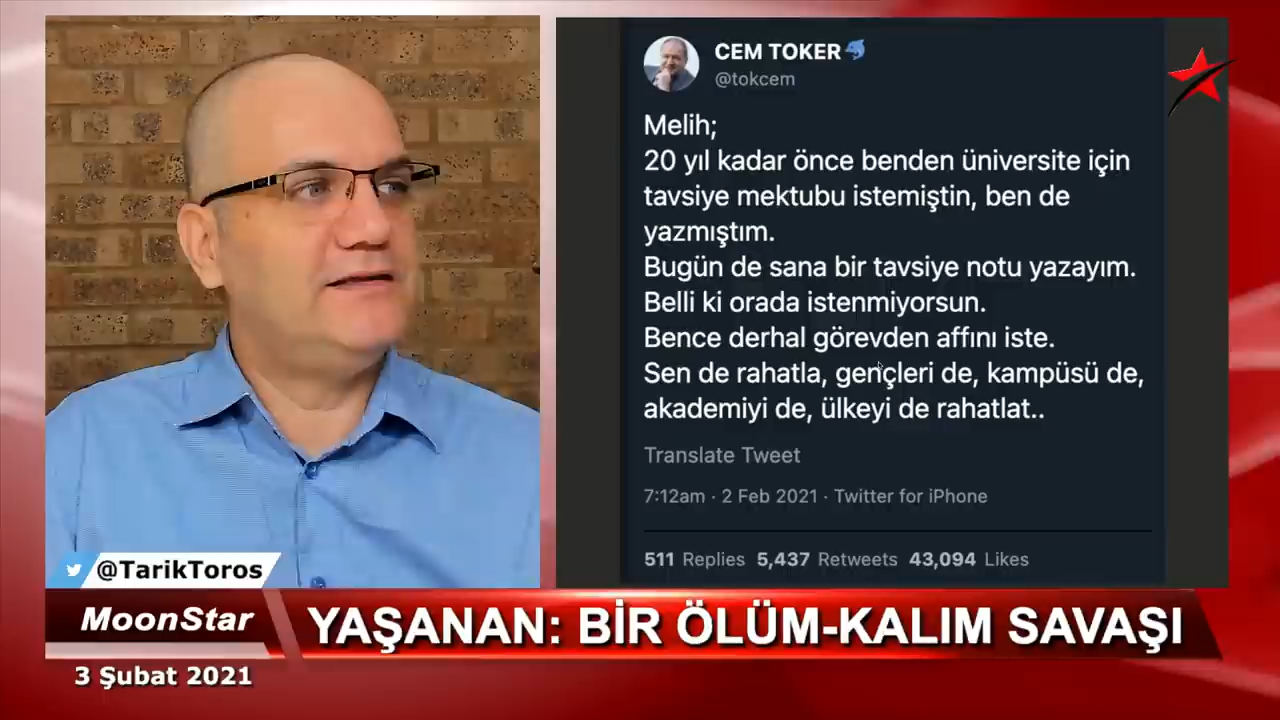 CEM TOKER
@tokcem
Melih;
20 yıl kadar önce benden üniversite için
tavsiye mektubu istemiştin, ben de
yazmıştım.
Bugün de sana bir tavsiye notu yazayım.
Belli ki orada istenmiyorsun.
Bence derhal görevden affını iste.
Sen de rahatla, gençleri de, kampüsü de,
akademiyi de, ülkeyi de rahatlat..
Translate Tweet
7:12am · 2 Feb 2021 · Twitter for iPhone
511 Replies 5,437 Retweets 43,094 Likes
@TarikToros
MoonStar
YAŞANAN: BİR ÖLÜM-KALIM SAVAŞI
3 Şubat 2021